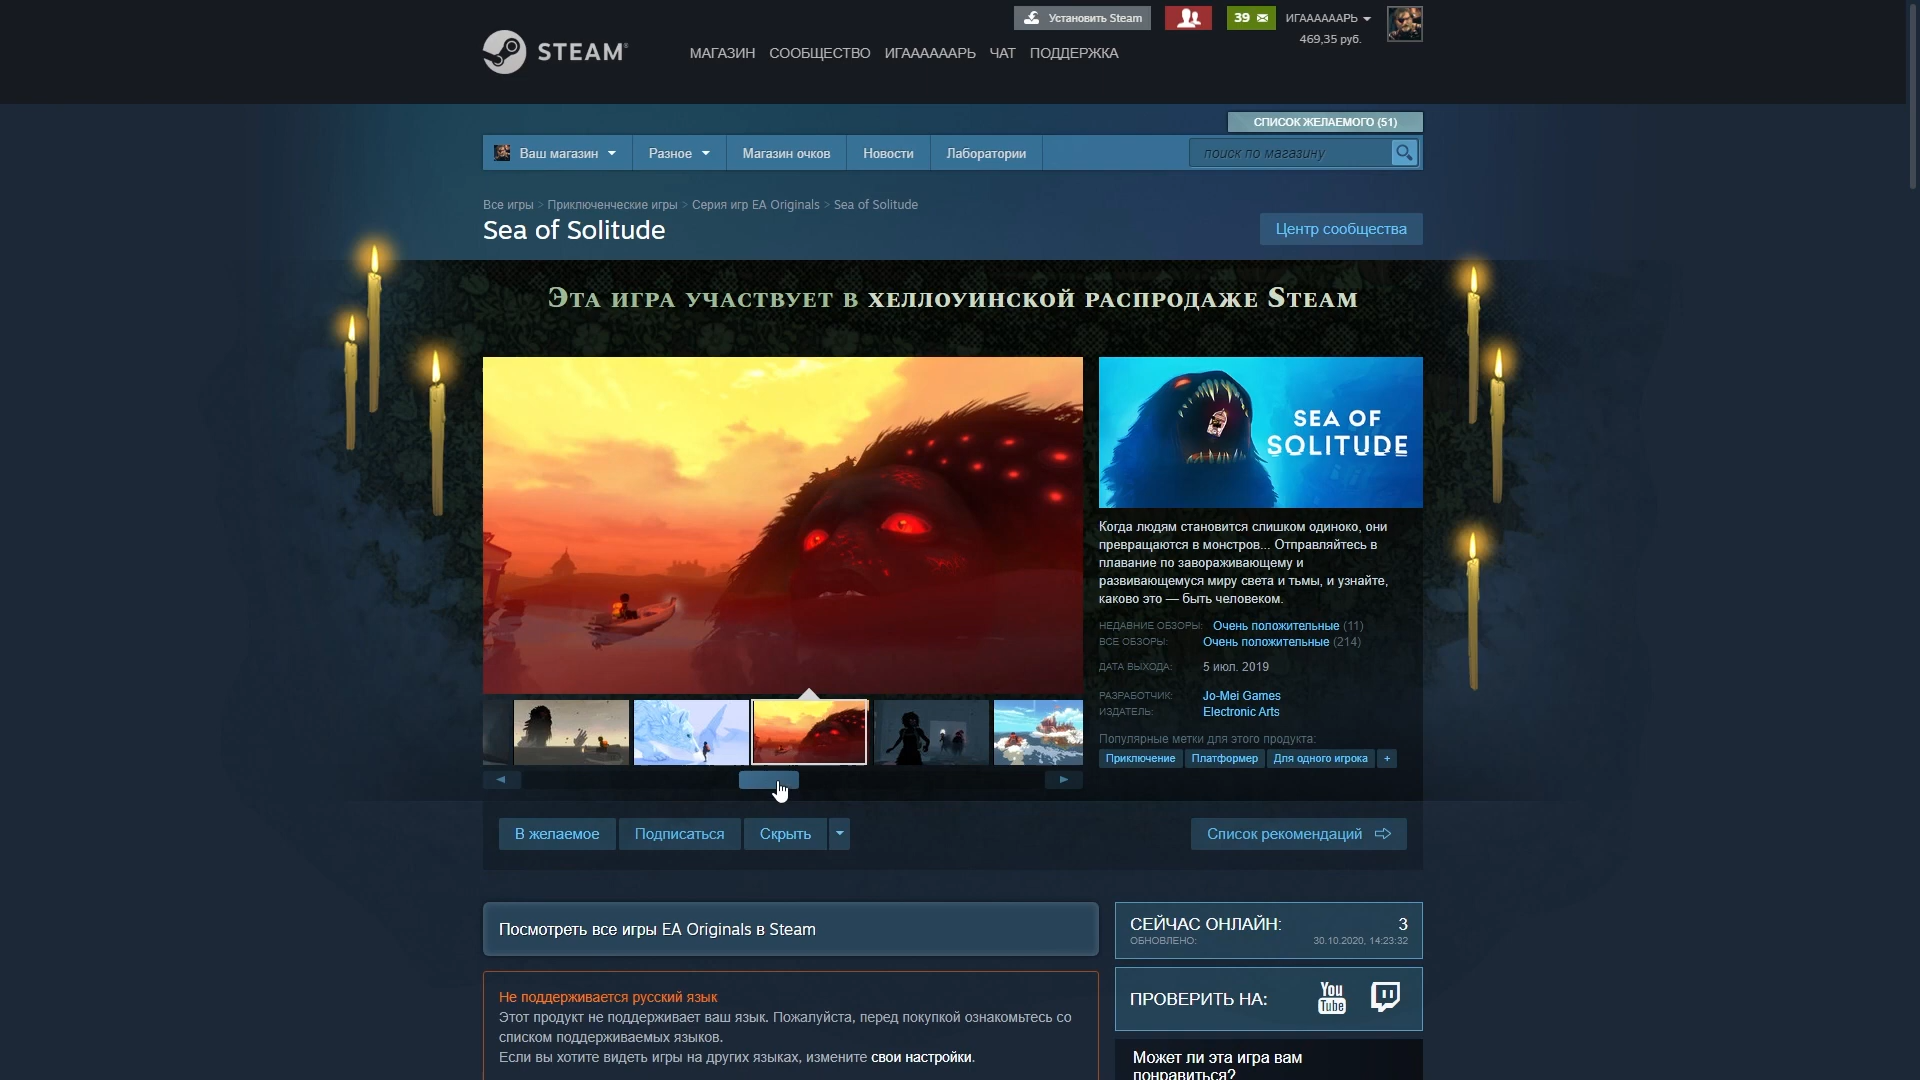 Установить Steam
39
ИГАААААAРЬ
469,35 руб.
STEAM
МАГАЗИН СООБЩЕСТВО ИГАААААAРЬ ЧАТ ПОДДЕРЖКА
СПИСОК ЖЕЛАЕМОГО (51)
Ваш магазин Разное Магазин очков Новости Лаборатории поиск по магазину
Все игры > Приключенческие игры > Серия игр EA Originals > Sea of Solitude
Sea of Solitude
Центр сообщества
Эта игра участвует в хеллоуинской распродаже Steam
SEA OF
SOLITUDE
Когда людям становится слишком одиноко, они
превращаются в монстров... Отправляйтесь в
плавание по завораживающему и
развивающемуся миру света и тьмы, и узнайте,
каково это — быть человеком.
НЕДАВНИЕ ОБЗОРЫ: Очень положительные (11)
ВСЕ ОБЗОРЫ: Очень положительные (214)
ДАТА ВЫХОДА: 5 июл. 2019
РАЗРАБОТЧИК: Jo-Mei Games
ИЗДАТЕЛЬ: Electronic Arts
Популярные метки для этого продукта:
Приключение Платформер Для одного игрока +
В желаемое Подписаться Скрыть
Список рекомендаций
Посмотреть все игры EA Originals в Steam
СЕЙЧАС ОНЛАЙН: 3
ОБНОВЛЕНО: 30.10.2020, 14:23:32
Не поддерживается русский язык
Этот продукт не поддерживает ваш язык. Пожалуйста, перед покупкой ознакомьтесь со
списком поддерживаемых языков.
Если вы хотите видеть игры на других языках, измените свои настройки.
ПРОВЕРИТЬ НА:
You
Tube
Может ли эта игра вам
понравиться?